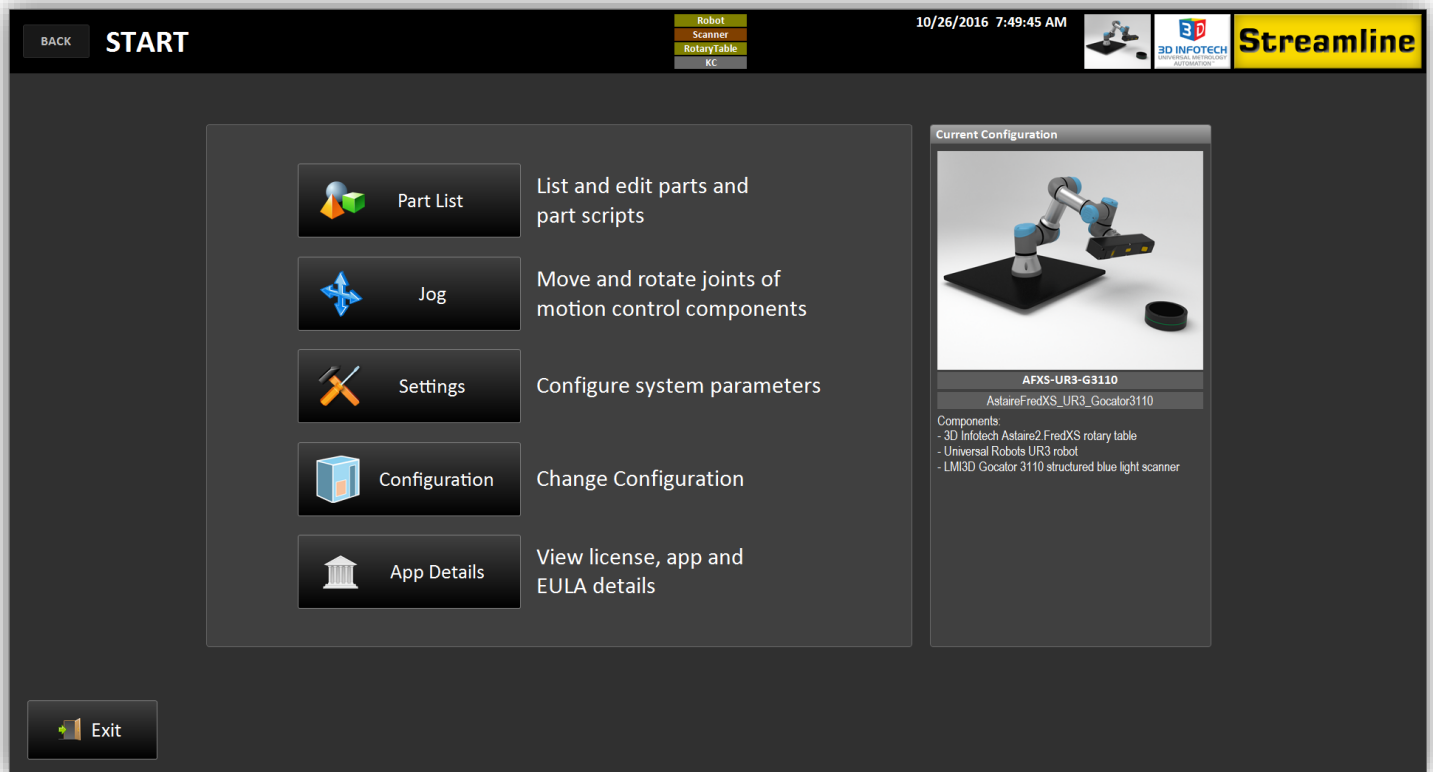 BACK
START
Robot
Scanner
RotaryTable
KC
10/26/2016 7:49:45 AM
3D INFOTECH
UNIVERSAL METROLOGY
AUTOMATION™
Streamline
Part List
List and edit parts and
part scripts
Jog
Move and rotate joints of
motion control components
Settings
Configure system parameters
Configuration
Change Configuration
App Details
View license, app and
EULA details
Current Configuration
AFXS-UR3-G3110
AstaireFredXS_UR3_Gocator3110
Components:
- 3D Infotech Astaire2.FredXS rotary table
- Universal Robots UR3 robot
- LMI3D Gocator 3110 structured blue light scanner
Exit